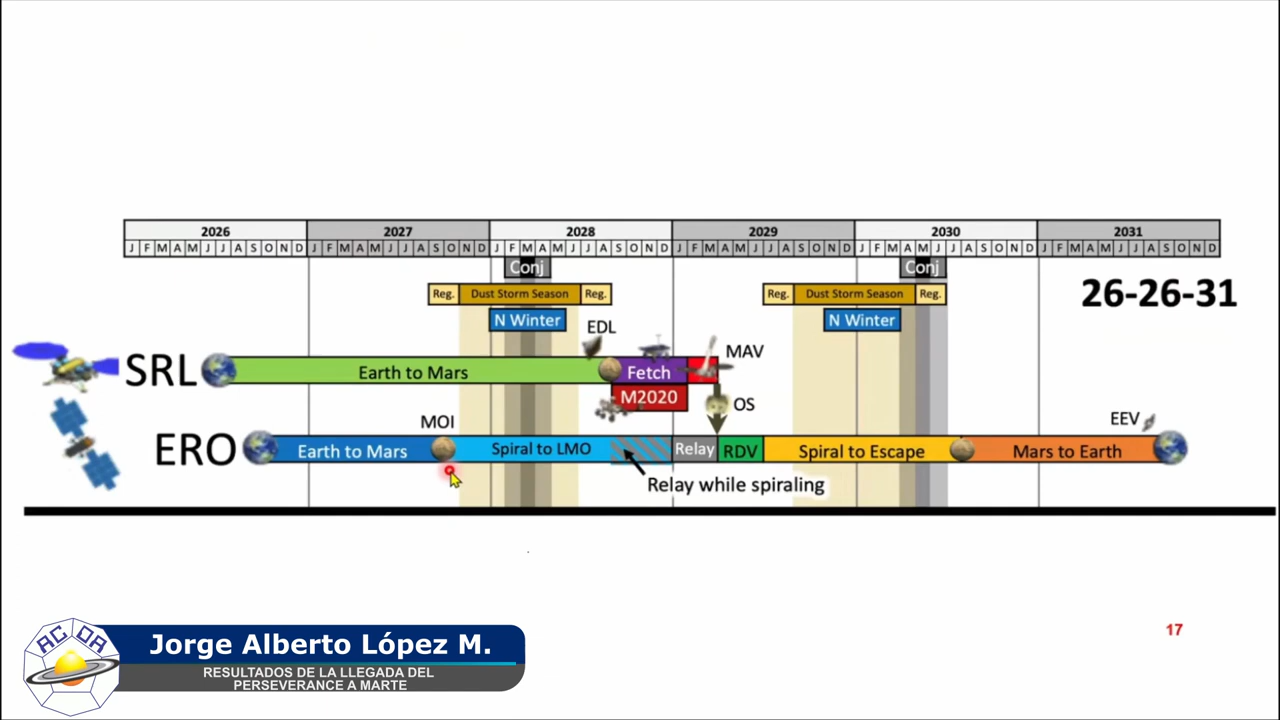 2026 2027 2028 2029 2030 2031
J F M A M J J A S O N D J F M A M J J A S O N D J F M A M J J A S O N D J F M A M J J A S O N D J F M A M J J A S O N D J F M A M J J A S O N D
Conj Conj
Reg. Dust Storm Season Reg. Reg. Dust Storm Season Reg. 26-26-31
N Winter N Winter
EDL
MAV
SRL Earth to Mars Fetch
M2020 OS
MOI EEV
ERO Earth to Mars Spiral to LMO Relay RDV Spiral to Escape Mars to Earth
Relay while spiraling
17
ACDA
Jorge Alberto López M.
RESULTADOS DE LA LLEGADA DEL
PERSEVERANCE A MARTE